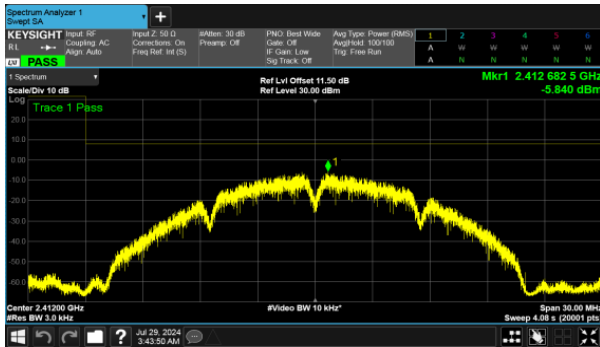 Spectrum Analyzer 1
Swept SA
+
KEYSIGHT Input: RF Input Z: 50 Ω #Atten: 30 dB PNO: Best Wide Avg Type: Power (RMS) 1 2 3 4 5 6
RL Coupling: AC Corrections: On Preamp: Off Gate: Off Avg|Hold: 100/100 A W W W W W
Align: Auto Freq Ref: Int (S) IF Gain: Low Trig: Free Run
LXI PASS Sig Track: Off A N N N N N
1 Spectrum Ref Lvl Offset 11.50 dB Mkr1 2.412 682 5 GHz
Scale/Div 10 dB Ref Level 30.00 dBm -5.840 dBm
Log Trace 1 Pass
20.0
10.0
0.00 1
-10.0
-20.0
-30.0
-40.0
-50.0
-60.0
Center 2.41200 GHz #Video BW 10 kHz* Span 30.00 MHz
#Res BW 3.0 kHz Sweep 4.08 s (20001 pts)
? Jul 29, 2024
3:43:50 AM